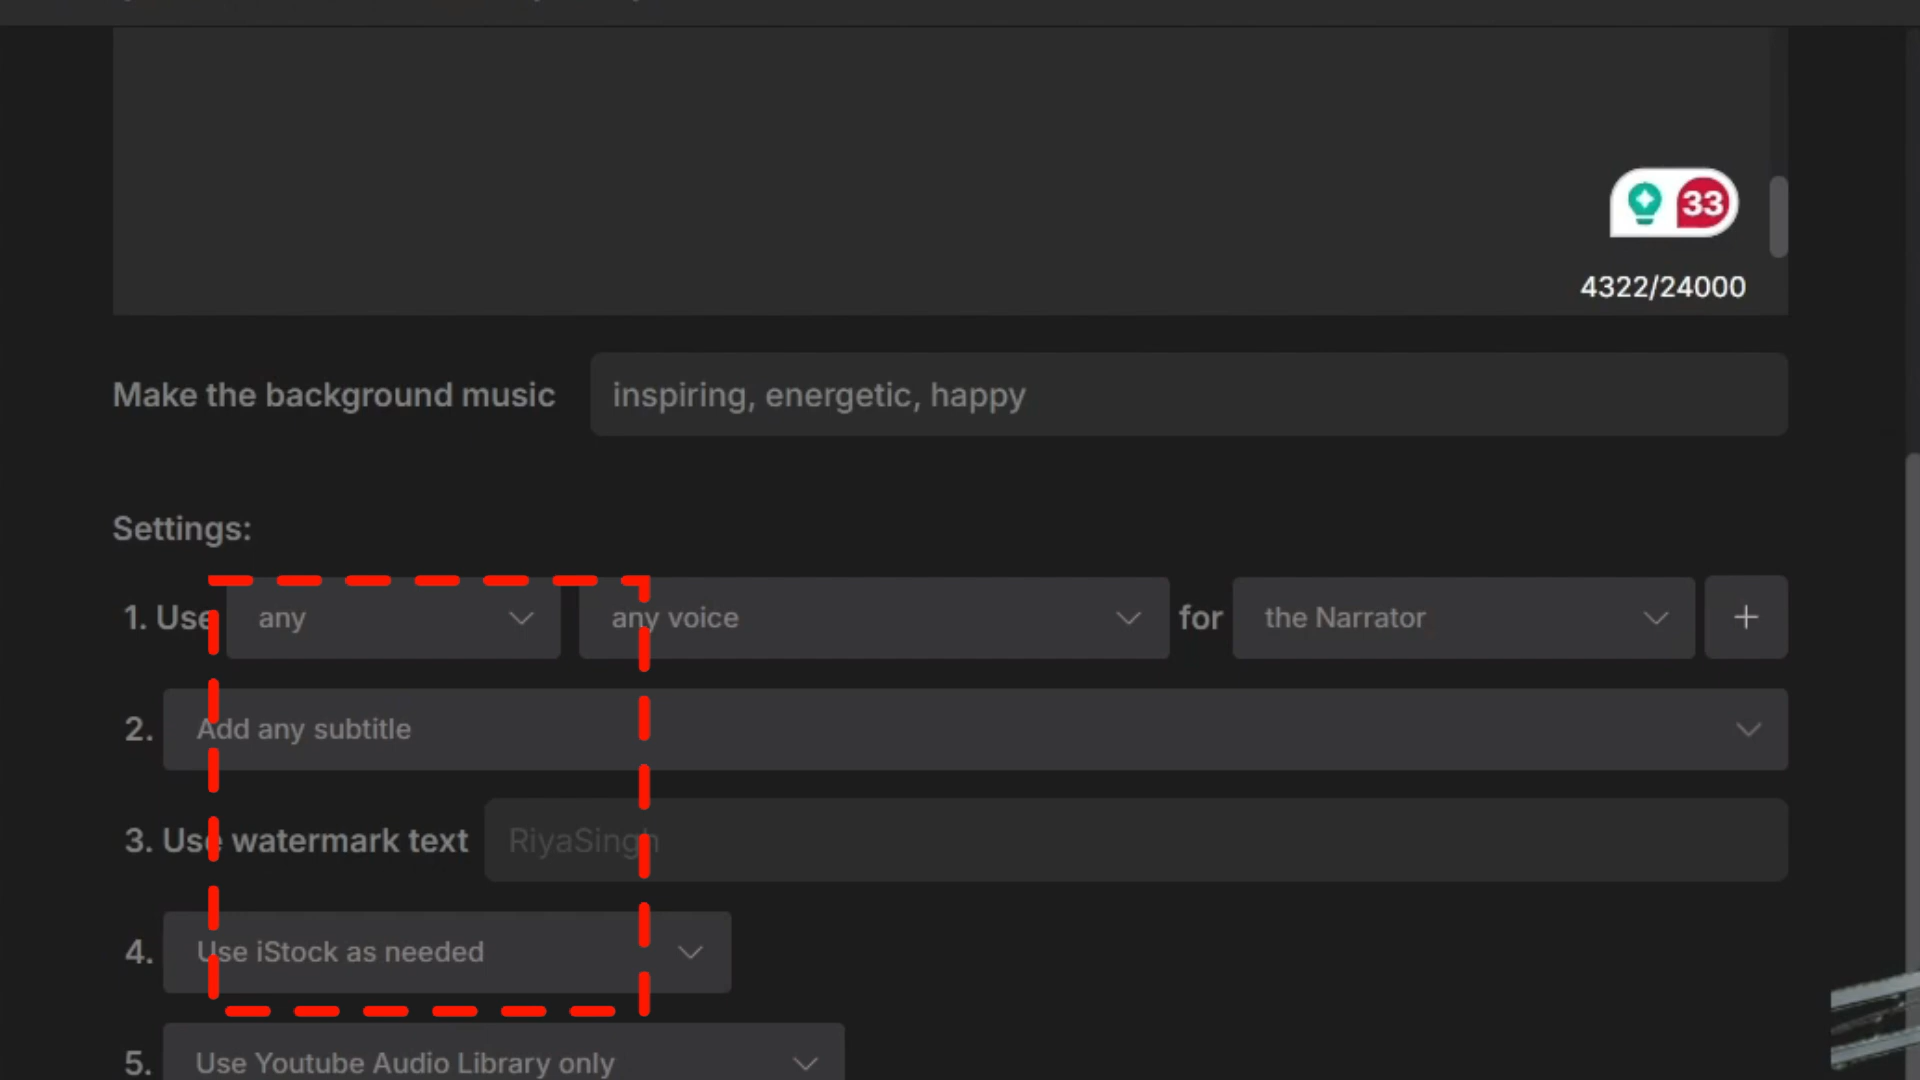 33
4322/24000
Make the background music inspiring, energetic, happy
Settings:
1. Use any any voice for the Narrator +
2. Add any subtitle
3. Use watermark text RiyaSingh
4. Use iStock as needed
5. Use Youtube Audio Library only